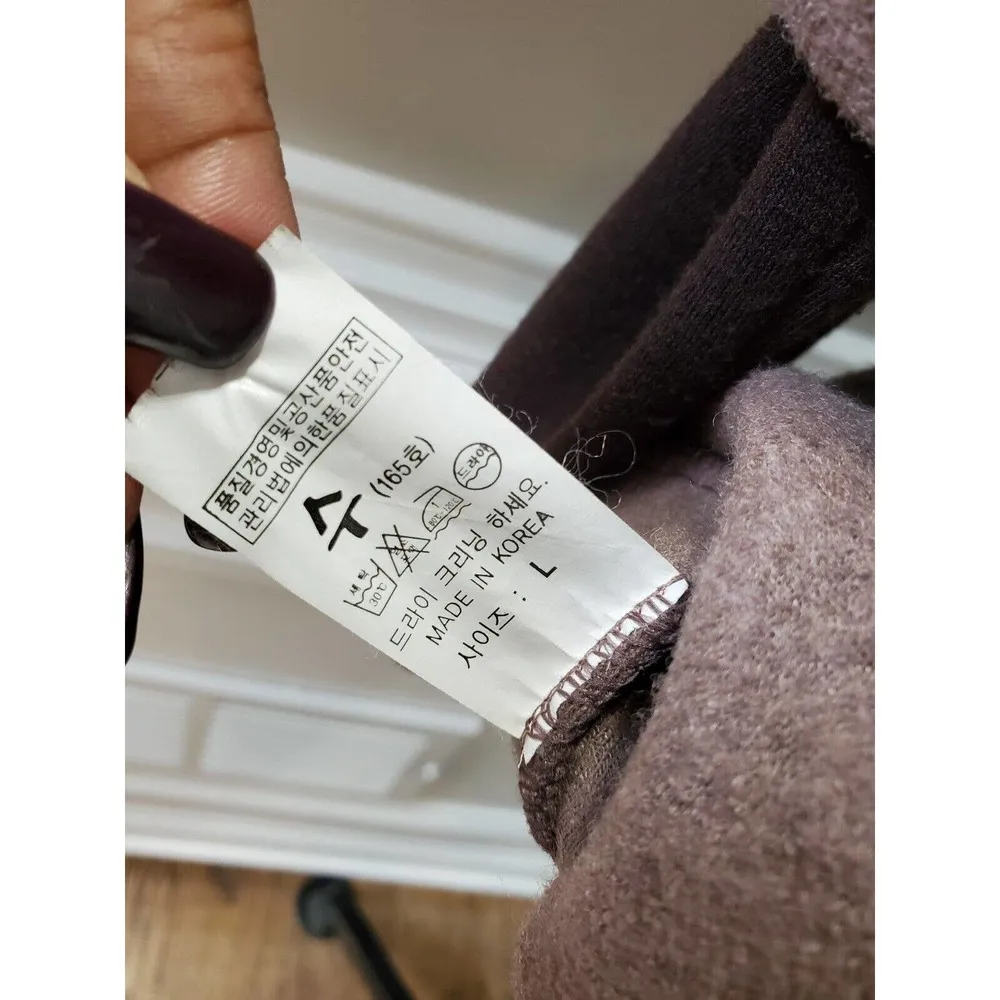 품질경영및공산품안전
관리법에의한품질표시
수 (165호)
세탁
30℃
드라이
드라이 크리닝 하세요.
MADE IN KOREA
사이즈 : L